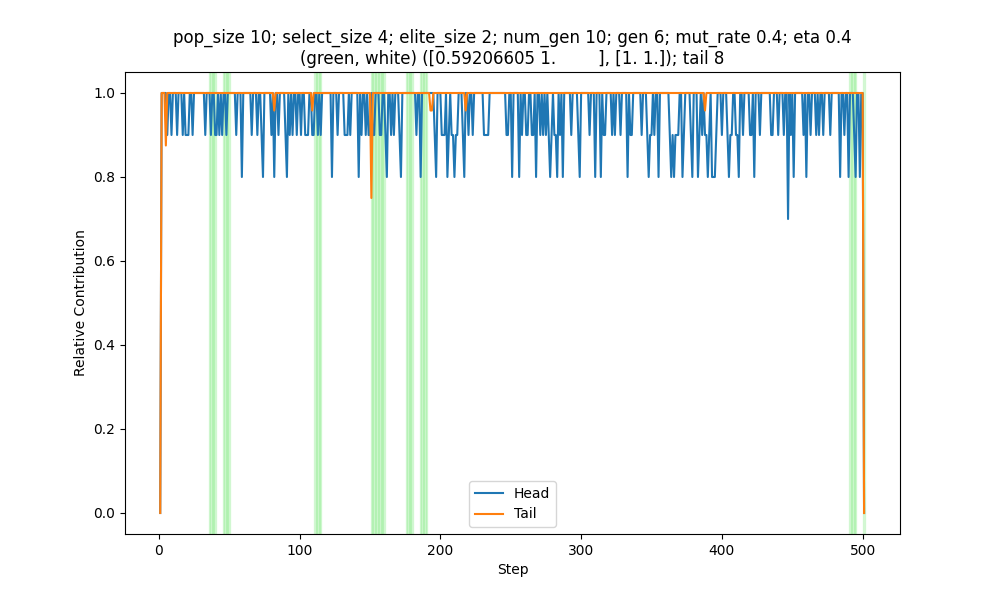 pop_size 10; select_size 4; elite_size 2; num_gen 10; gen 6; mut_rate 0.4; eta 0.4
(green, white) ([0.59206605 1.        ], [1. 1.]); tail 8
1.0
0.8
0.6
0.4
0.2
0.0
Relative Contribution
Head
Tail
0
100
200
300
400
500
Step